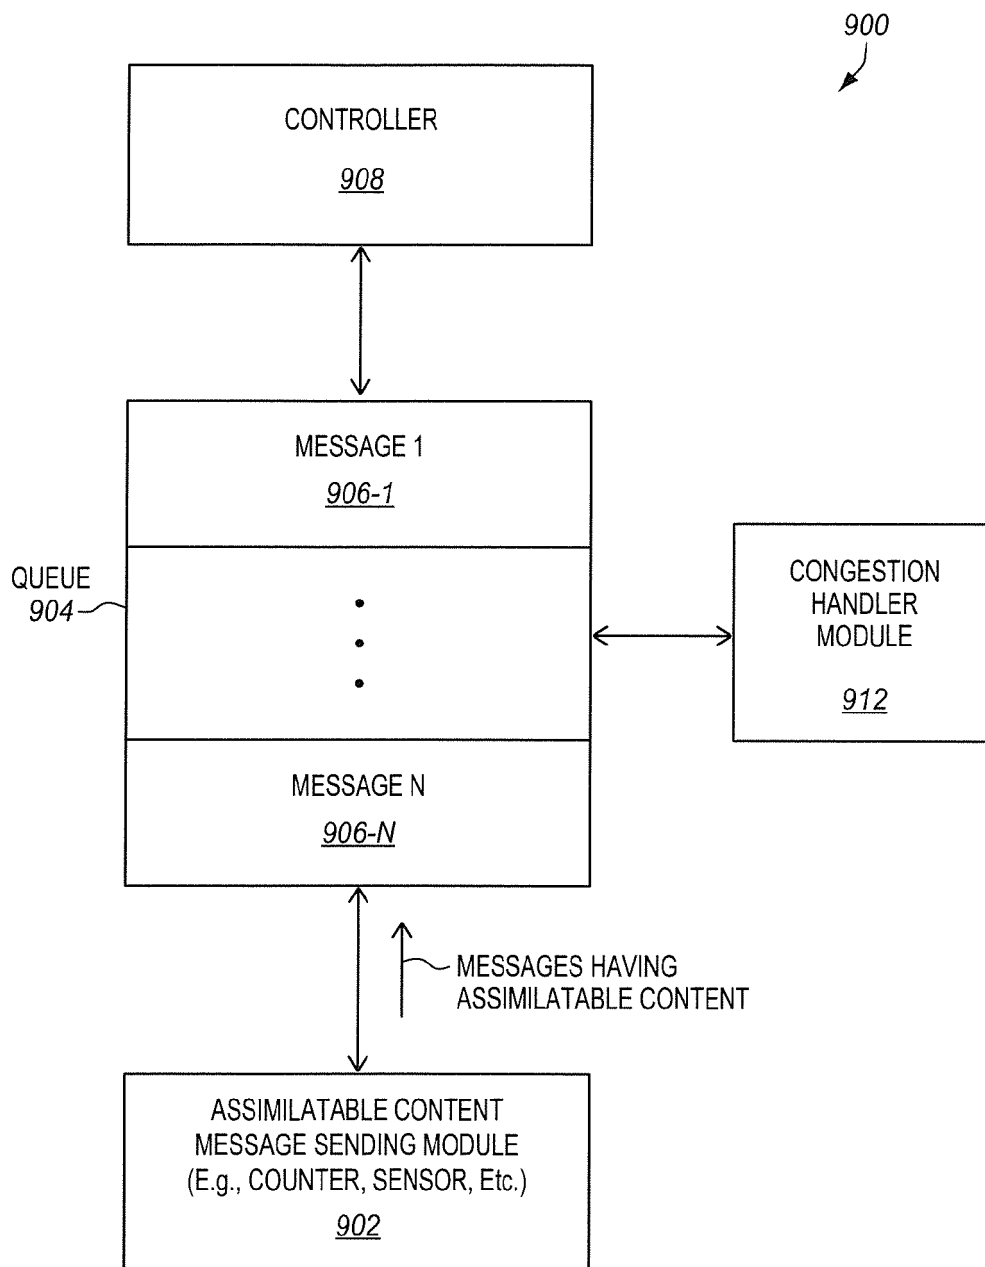 900
CONTROLLER
908
MESSAGE 1
906-1
QUEUE
904
CONGESTION
HANDLER
MODULE
912
MESSAGE N
906-N
MESSAGES HAVING
ASSIMILATABLE CONTENT
ASSIMILATABLE CONTENT
MESSAGE SENDING MODULE
(E.g., COUNTER, SENSOR, Etc.)
902